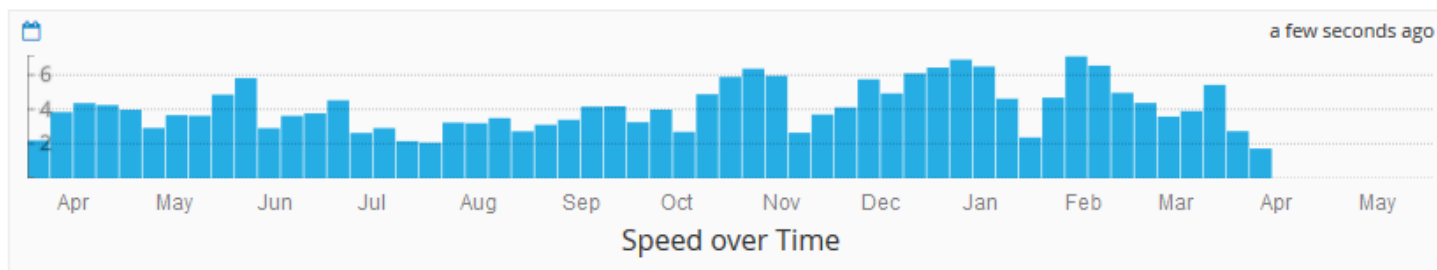 a few seconds ago
6
4
2
Apr May Jun Jul Aug Sep Oct Nov Dec Jan Feb Mar Apr May
Speed over Time